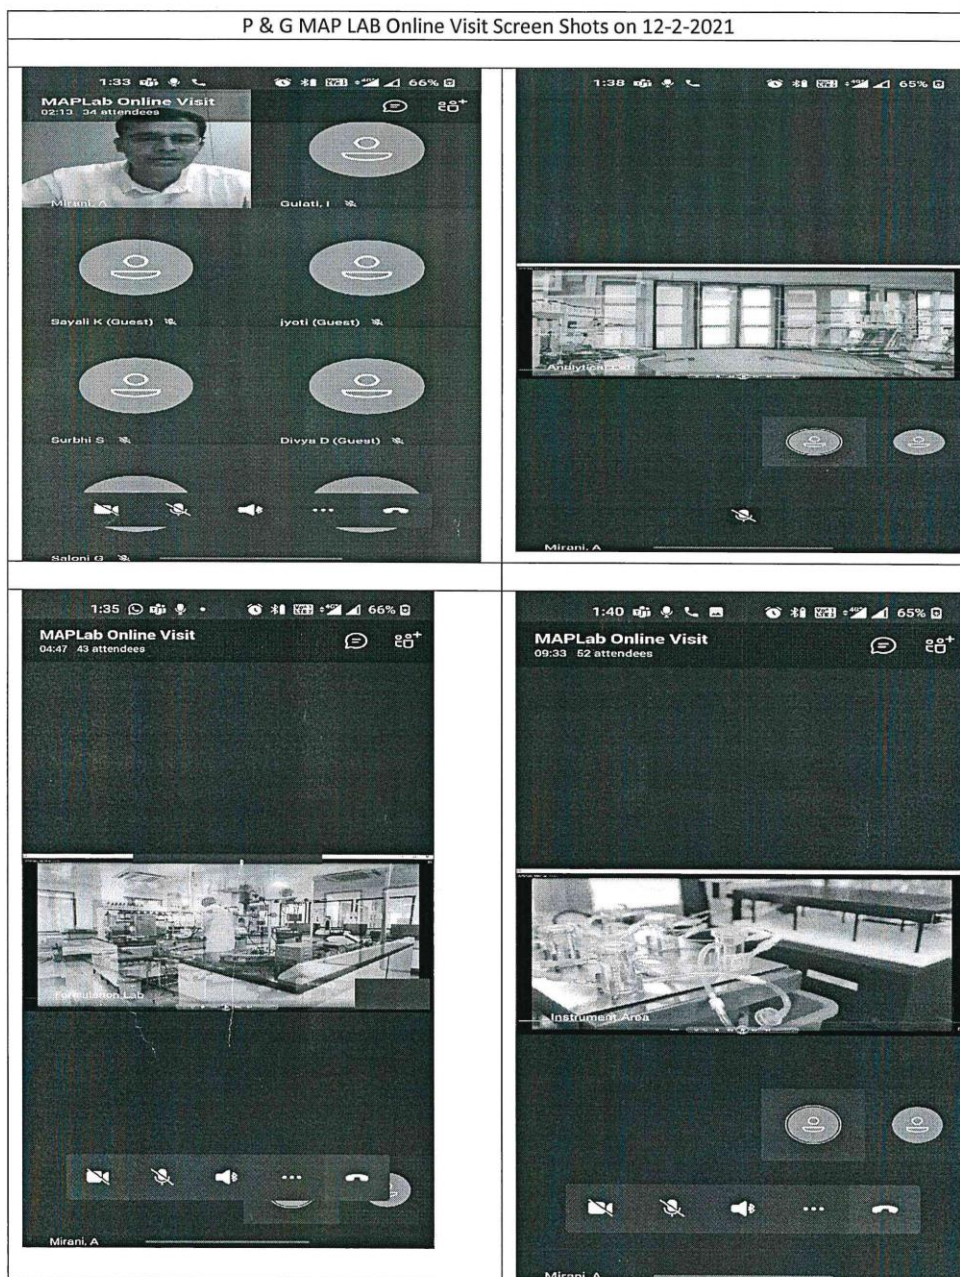 P & G MAP LAB Online Visit Screen Shots on 12-2-2021
1:33 66%
MAPLab Online Visit
02:13 34 attendees
Mirani, A
Gulati, I
Sayali K (Guest)
jyoti (Guest)
Surbhi S
Divya D (Guest)
Saloni G
1:38 4G 65%
Mirani, A
1:35 4G 66%
MAPLab Online Visit
04:47 43 attendees
Formulation Lab
Mirani, A
1:40 4G 65%
MAPLab Online Visit
09:33 52 attendees
Instrument Area
Mirani, A